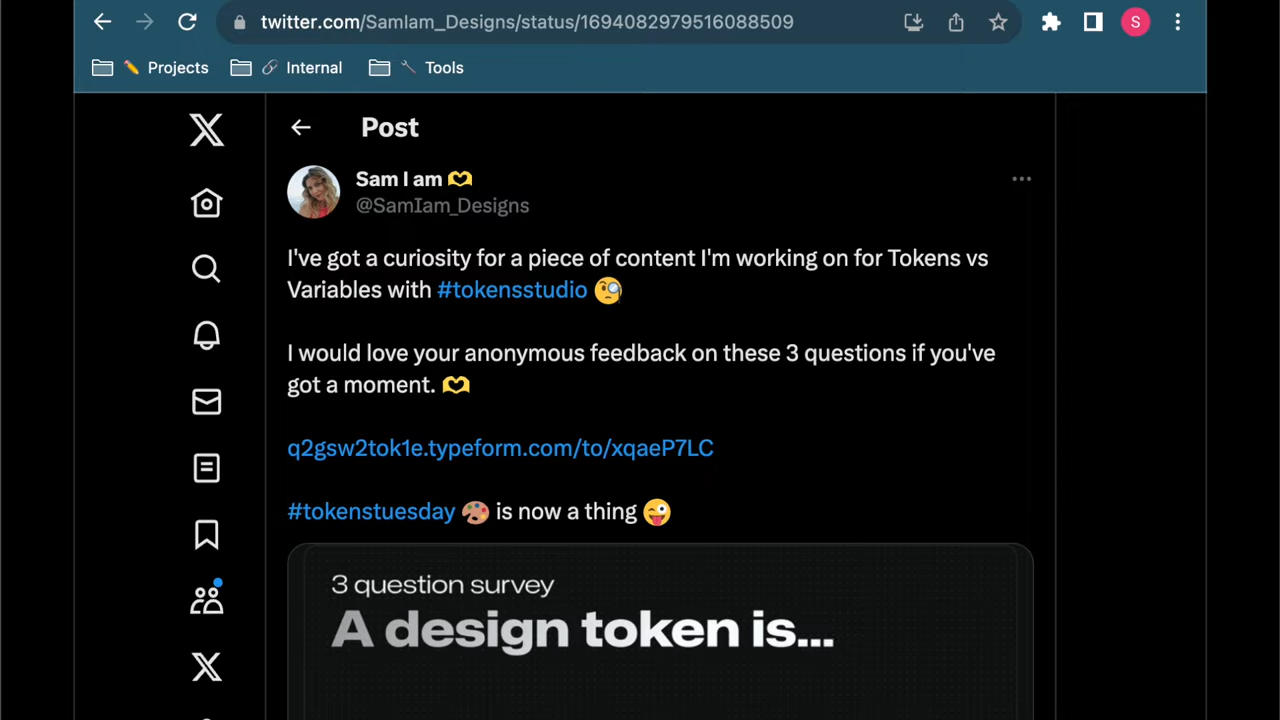 twitter.com/SamIam_Designs/status/1694082979516088509
S
✏️ Projects 🔗 Internal 🔧 Tools
Post
Sam I am 🫶
@SamIam_Designs
I've got a curiosity for a piece of content I'm working on for Tokens vs
Variables with #tokensstudio 🧐
I would love your anonymous feedback on these 3 questions if you've
got a moment. 🫶
q2gsw2tok1e.typeform.com/to/xqaeP7LC
#tokenstuesday 🎨 is now a thing 😜
3 question survey
A design token is...